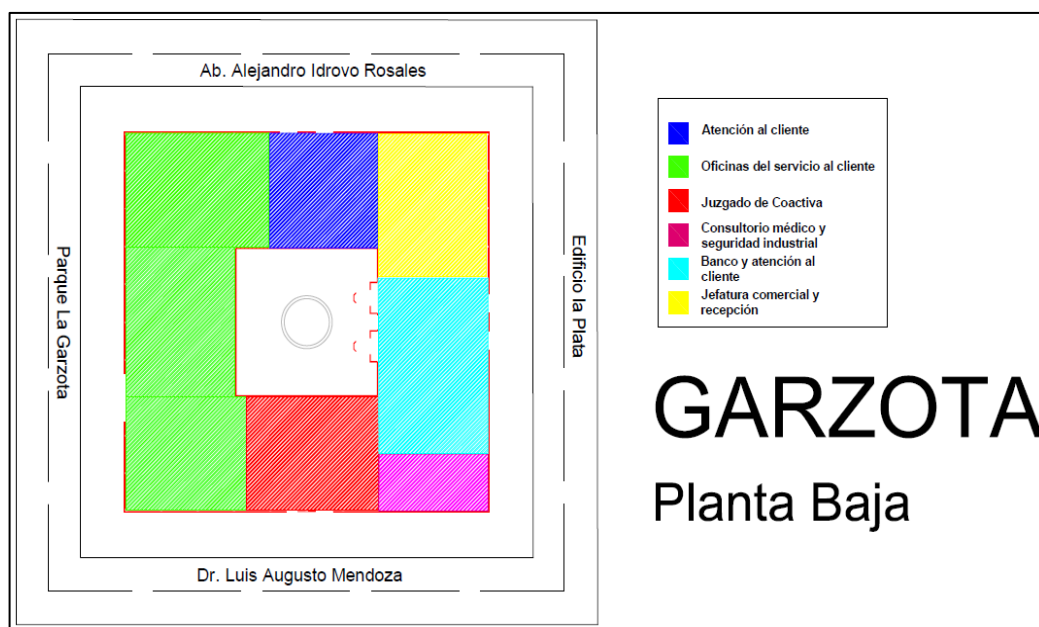 Ab. Alejandro Idrovo Rosales
Parque La Garzota
Edificio la Plata
Dr. Luis Augusto Mendoza
Atención al cliente
Oficinas del servicio al cliente
Juzgado de Coactiva
Consultorio médico y
seguridad industrial
Banco y atención al
cliente
Jefatura comercial y
recepción
GARZOTA
Planta Baja